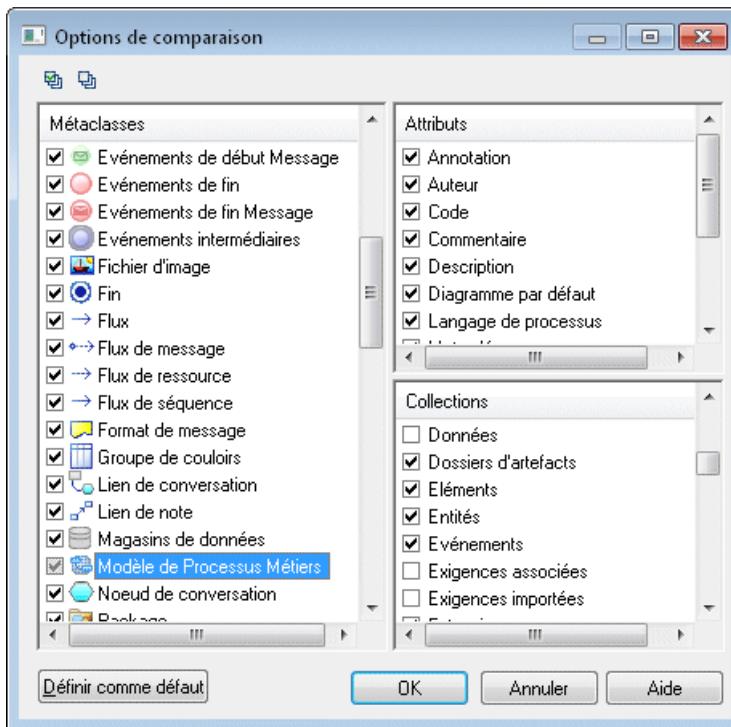 Options de comparaison
Métaclasses
Evénements de début Message
Evénements de fin
Evénements de fin Message
Evénements intermédiaires
Fichier d'image
Fin
Flux
Flux de message
Flux de ressource
Flux de séquence
Format de message
Groupe de couloirs
Lien de conversation
Lien de note
Magasins de données
Modèle de Processus Métiers
Noeud de conversation
Package
Attributs
Annotation
Auteur
Code
Commentaire
Description
Diagramme par défaut
Langage de processus
Collections
Données
Dossiers d'artefacts
Eléments
Entités
Evénements
Exigences associées
Exigences importées
Définir comme défaut
OK
Annuler
Aide